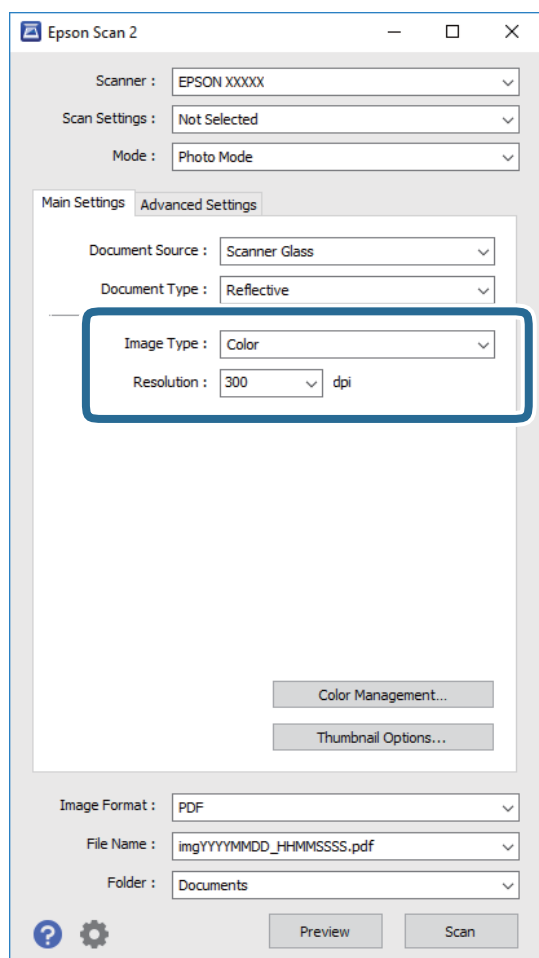 Epson Scan 2
Scanner : EPSON XXXXX
Scan Settings : Not Selected
Mode : Photo Mode
Main Settings Advanced Settings
Document Source : Scanner Glass
Document Type : Reflective
Image Type : Color
Resolution : 300 dpi
Color Management...
Thumbnail Options...
Image Format : PDF
File Name : imgYYYYMMDD_HHMMSSSS.pdf
Folder : Documents
? Preview Scan